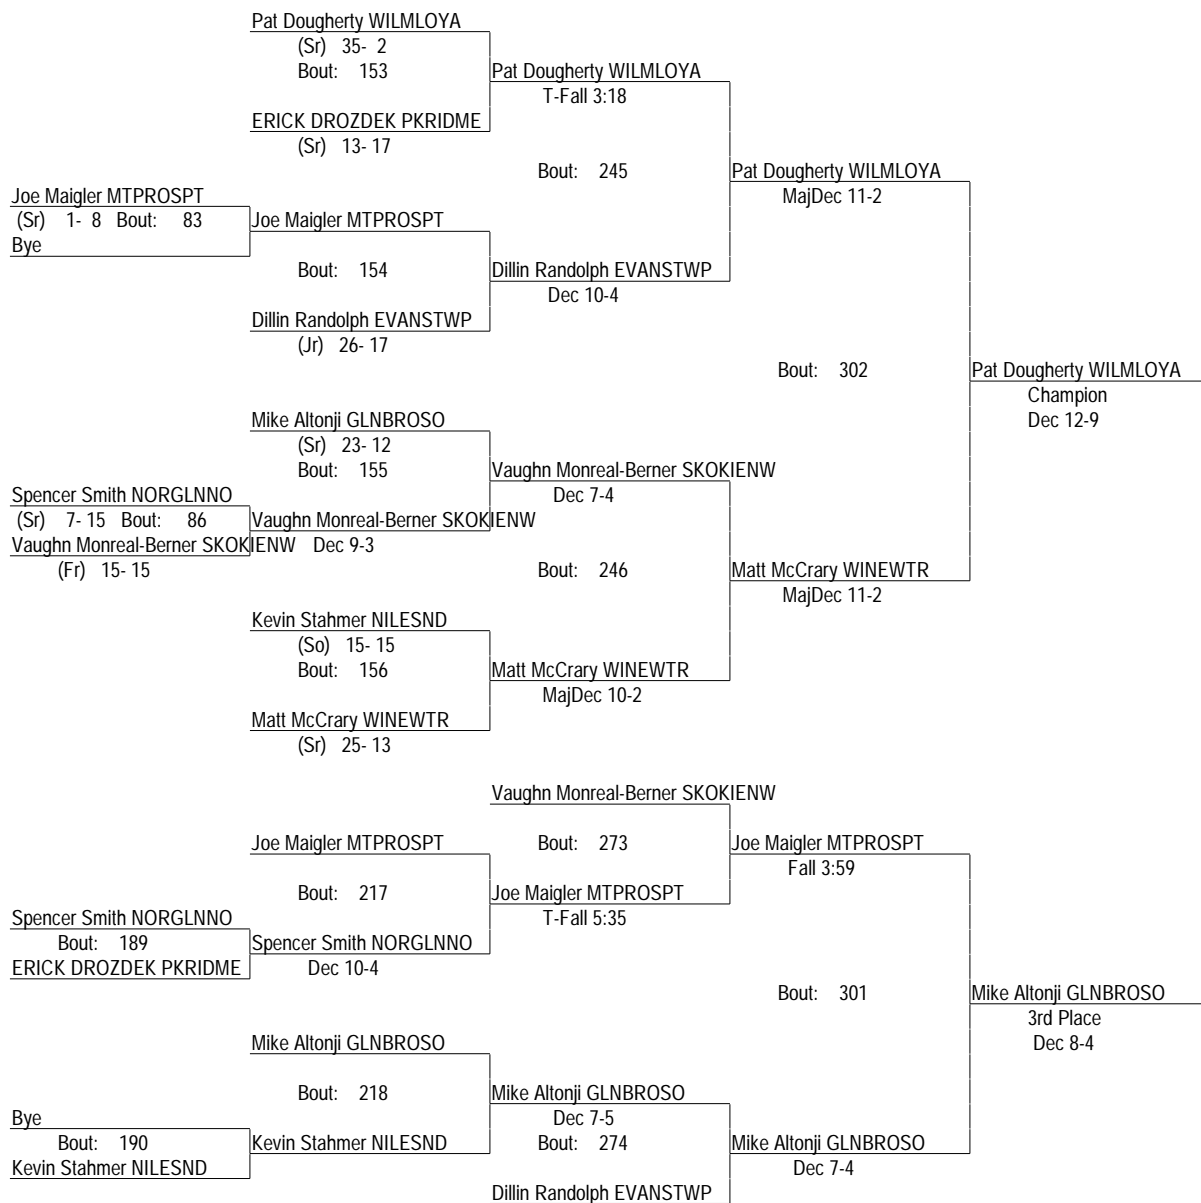 Pat Dougherty WILMLOYA
(Sr) 35- 2
Bout: 153
Pat Dougherty WILMLOYA
T-Fall 3:18
ERICK DROZDEK PKRIDME
(Sr) 13- 17
Bout: 245
Pat Dougherty WILMLOYA
MajDec 11-2
Joe Maigler MTPROSPT
(Sr) 1- 8 Bout: 83
Bye
Joe Maigler MTPROSPT
Bout: 154
Dillin Randolph EVANSTWP
Dec 10-4
Dillin Randolph EVANSTWP
(Jr) 26- 17
Bout: 302
Pat Dougherty WILMLOYA
Champion
Dec 12-9
Mike Altonji GLNBROSO
(Sr) 23- 12
Bout: 155
Vaughn Monreal-Berner SKOKIENW
Dec 7-4
Spencer Smith NORGLNNO
(Sr) 7- 15 Bout: 86
Vaughn Monreal-Berner SKOKIENW
Vaughn Monreal-Berner SKOKIENW Dec 9-3
(Fr) 15- 15
Bout: 246
Matt McCrary WINEWTR
MajDec 11-2
Kevin Stahmer NILESND
(So) 15- 15
Bout: 156
Matt McCrary WINEWTR
MajDec 10-2
Matt McCrary WINEWTR
(Sr) 25- 13
Vaughn Monreal-Berner SKOKIENW
Joe Maigler MTPROSPT
Bout: 273
Joe Maigler MTPROSPT
Fall 3:59
Bout: 217
Joe Maigler MTPROSPT
T-Fall 5:35
Spencer Smith NORGLNNO
Bout: 189
Spencer Smith NORGLNNO
ERICK DROZDEK PKRIDME
Dec 10-4
Bout: 301
Mike Altonji GLNBROSO
3rd Place
Dec 8-4
Mike Altonji GLNBROSO
Bout: 218
Mike Altonji GLNBROSO
Dec 7-5
Bye
Bout: 190
Kevin Stahmer NILESND
Kevin Stahmer NILESND
Bout: 274
Mike Altonji GLNBROSO
Dec 7-4
Dillin Randolph EVANSTWP